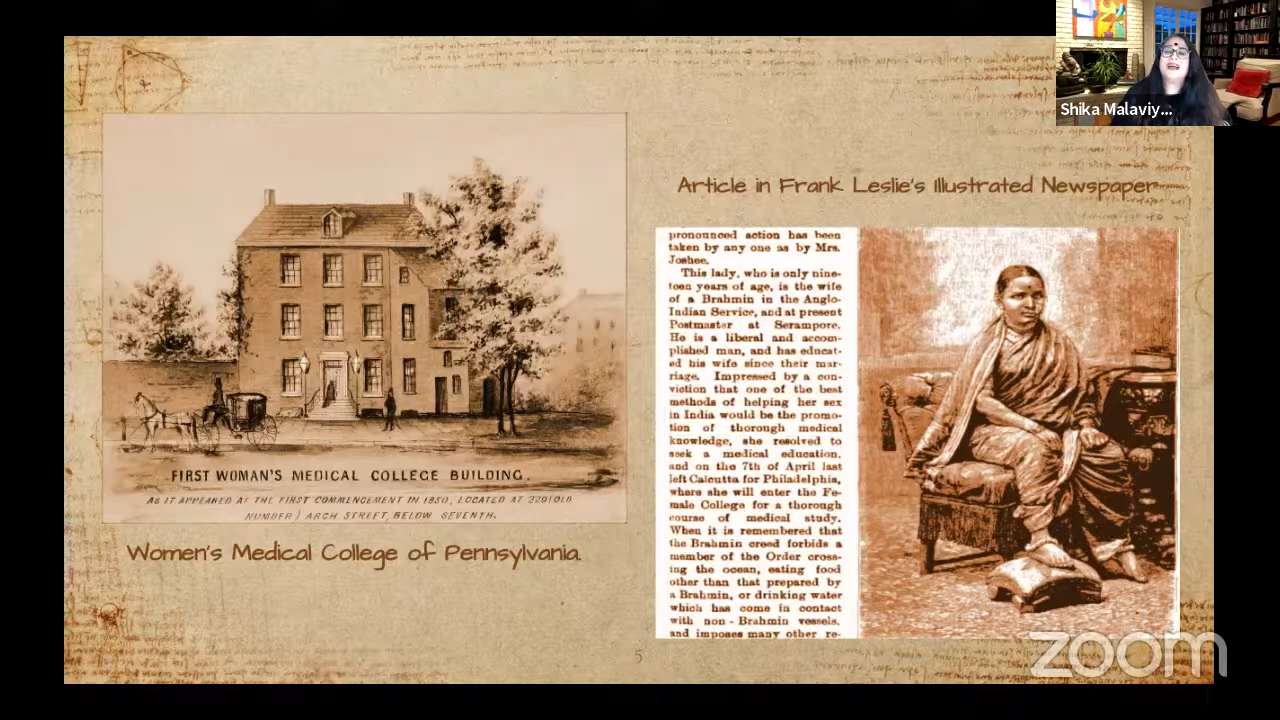 Shika Malaviy...
Article in Frank Leslie's Illustrated Newspaper
pronounced action has been
taken by any one as by Mrs.
Joshee.
This lady, who is only nine-
teen years of age, is the wife
of a Brahmin in the Anglo-
Indian Service, and at present
Postmaster at Serampore.
He is a liberal and accom-
plished man, and has educat-
ed his wife since their mar-
riage. Impressed by a con-
viction that one of the best
methods of helping her sex
in India would be the promo-
tion of thorough medical
knowledge, she resolved to
seek a medical education,
and on the 7th of April last
left Calcutta for Philadelphia,
where she will enter the Fe-
male College for a thorough
course of medical study.
When it is remembered that
the Brahmin creed forbids a
member of the Order cross-
ing the ocean, eating food
other than that prepared by
a Brahmin, or drinking water
which has come in contact
with non-Brahmin vessels,
and imposes many other re-
FIRST WOMAN'S MEDICAL COLLEGE BUILDING.
AS IT APPEARED AT THE FIRST COMMENCEMENT IN 1850, LOCATED AT 229 (OLD
NUMBER) ARCH STREET, BELOW SEVENTH.
Women's Medical College of Pennsylvania.
5
zoom